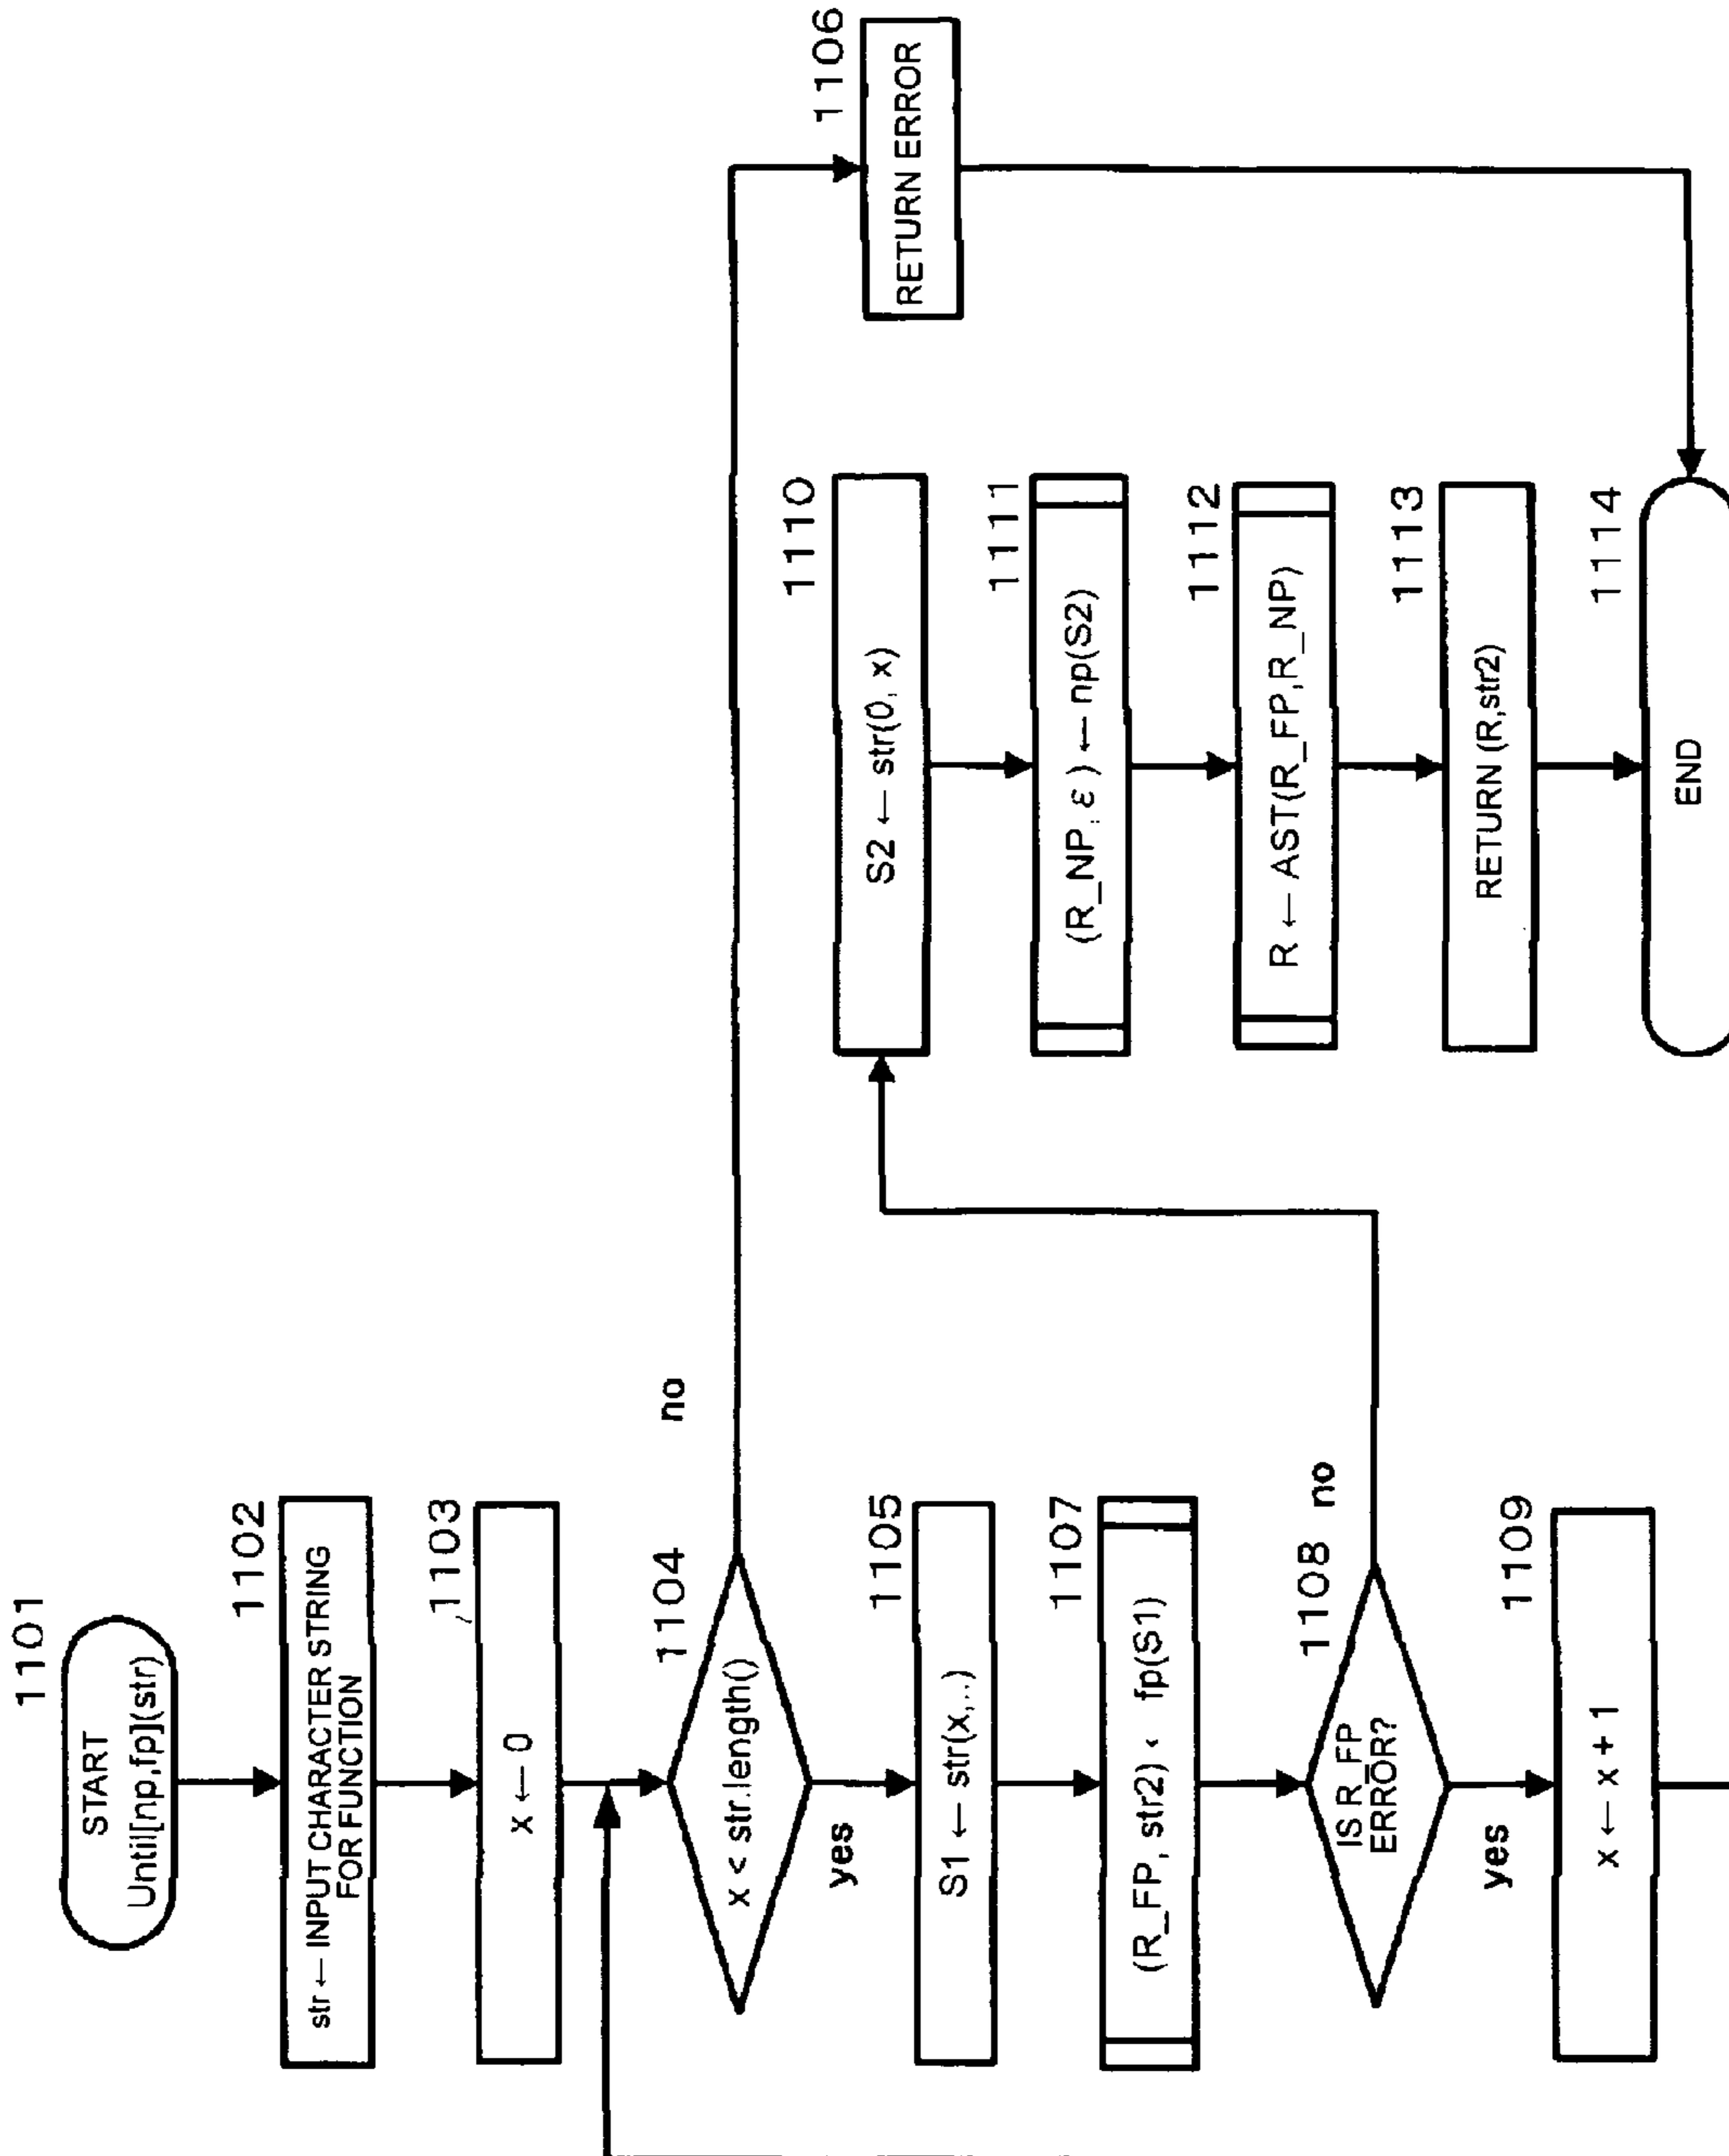 1101
START
Until[np,fp](str)
1102
str ← INPUT CHARACTER STRING
FOR FUNCTION
1103
x ← 0
1104
x < str.length()
no
yes
1105
S1 ← str(x,..)
1106
RETURN ERROR
1107
(R_FP, str2) ‹ fp(S1)
1108
IS R_FP
ERROR?
no
yes
1109
x ← x + 1
1110
S2 ← str(0, x)
1111
(R_NP, ε) ← np(S2)
1112
R ← AST(R_FP,R_NP)
1113
RETURN (R,str2)
1114
END